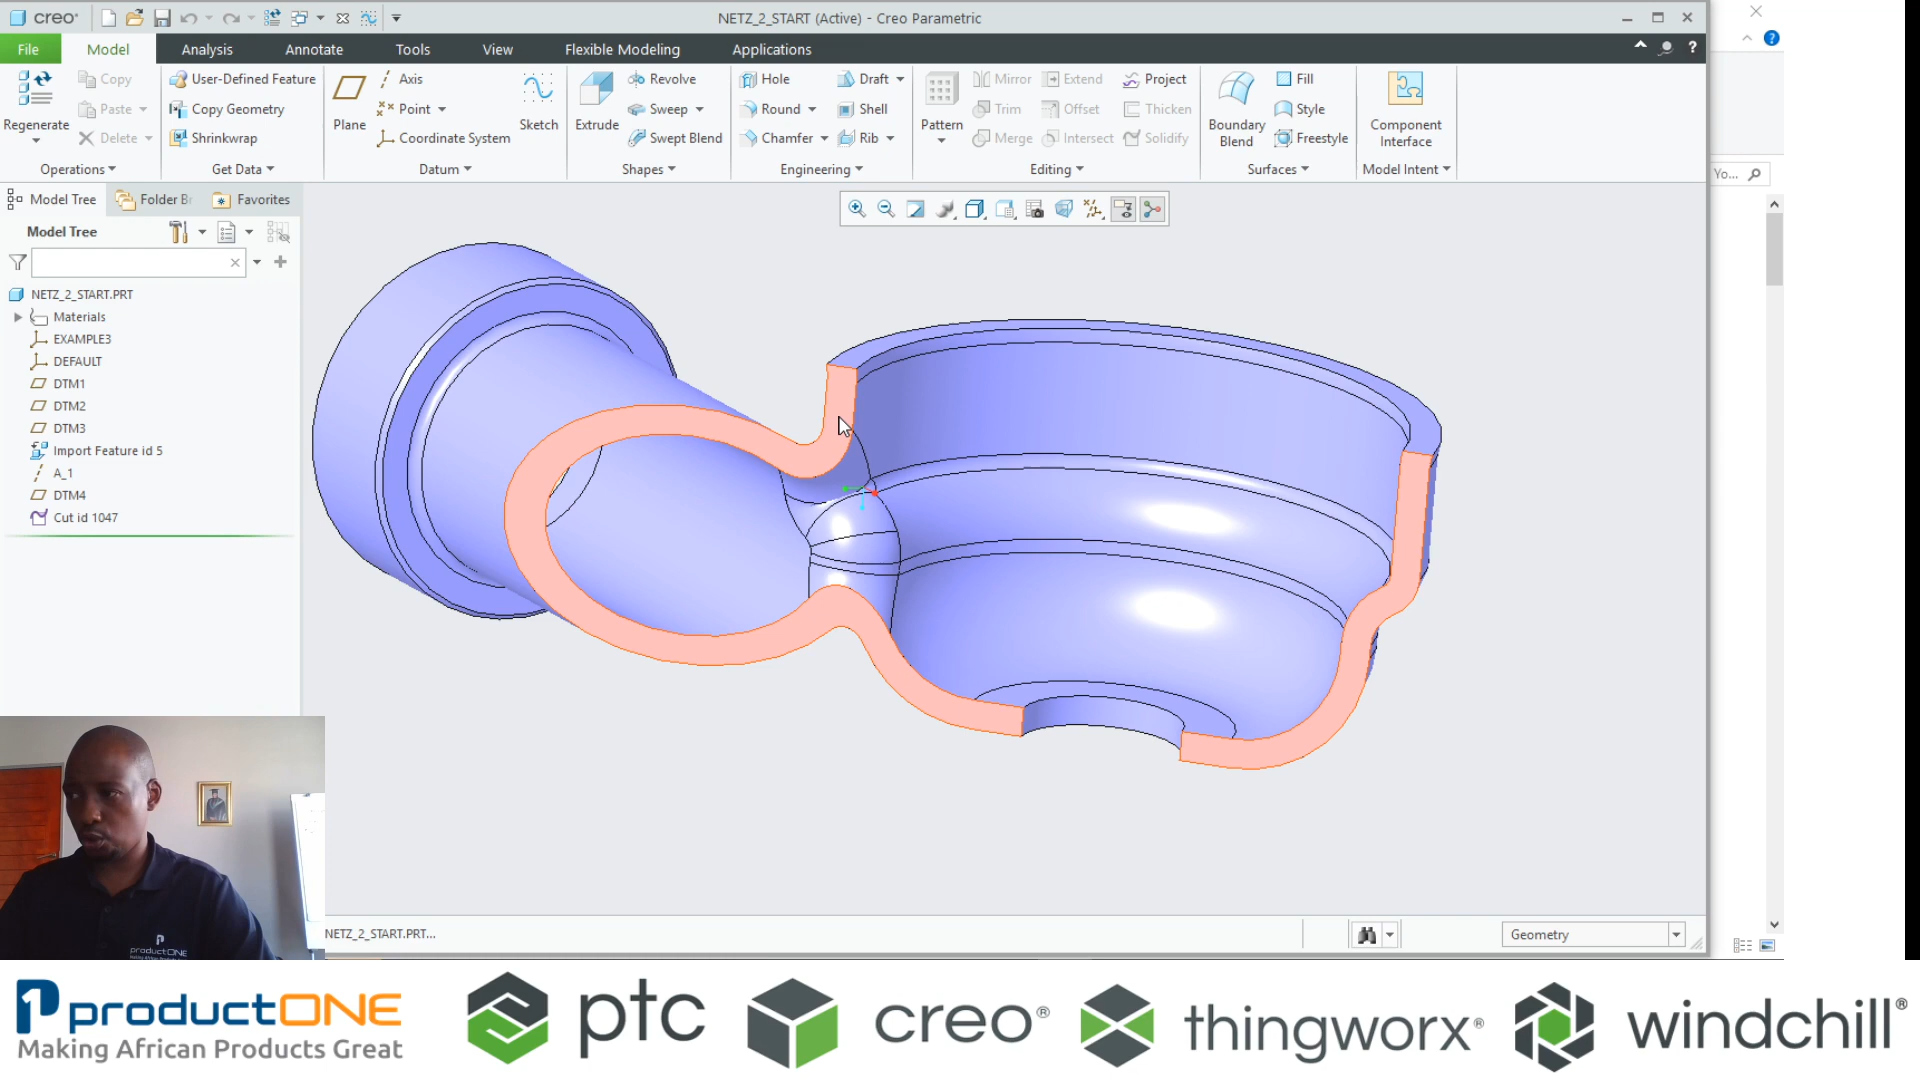 creo®
NETZ_2_START (Active) - Creo Parametric
File
Model
Analysis
Annotate
Tools
View
Flexible Modeling
Applications
Regenerate
Copy
Paste
Delete
Operations
User-Defined Feature
Copy Geometry
Shrinkwrap
Get Data
Plane
Axis
Point
Coordinate System
Sketch
Datum
Extrude
Revolve
Sweep
Swept Blend
Shapes
Hole
Round
Chamfer
Draft
Shell
Rib
Engineering
Pattern
Mirror
Trim
Merge
Extend
Offset
Intersect
Project
Thicken
Solidify
Editing
Boundary
Blend
Fill
Style
Freestyle
Surfaces
Component
Interface
Model Intent
Yo...
Model Tree
Folder Br
Favorites
Model Tree
NETZ_2_START.PRT
Materials
EXAMPLE3
DEFAULT
DTM1
DTM2
DTM3
Import Feature id 5
A_1
DTM4
Cut id 1047
NETZ_2_START.PRT...
Geometry
productONE
productONE
Making African Products Great
ptc
creo®
thingworx®
windchill®